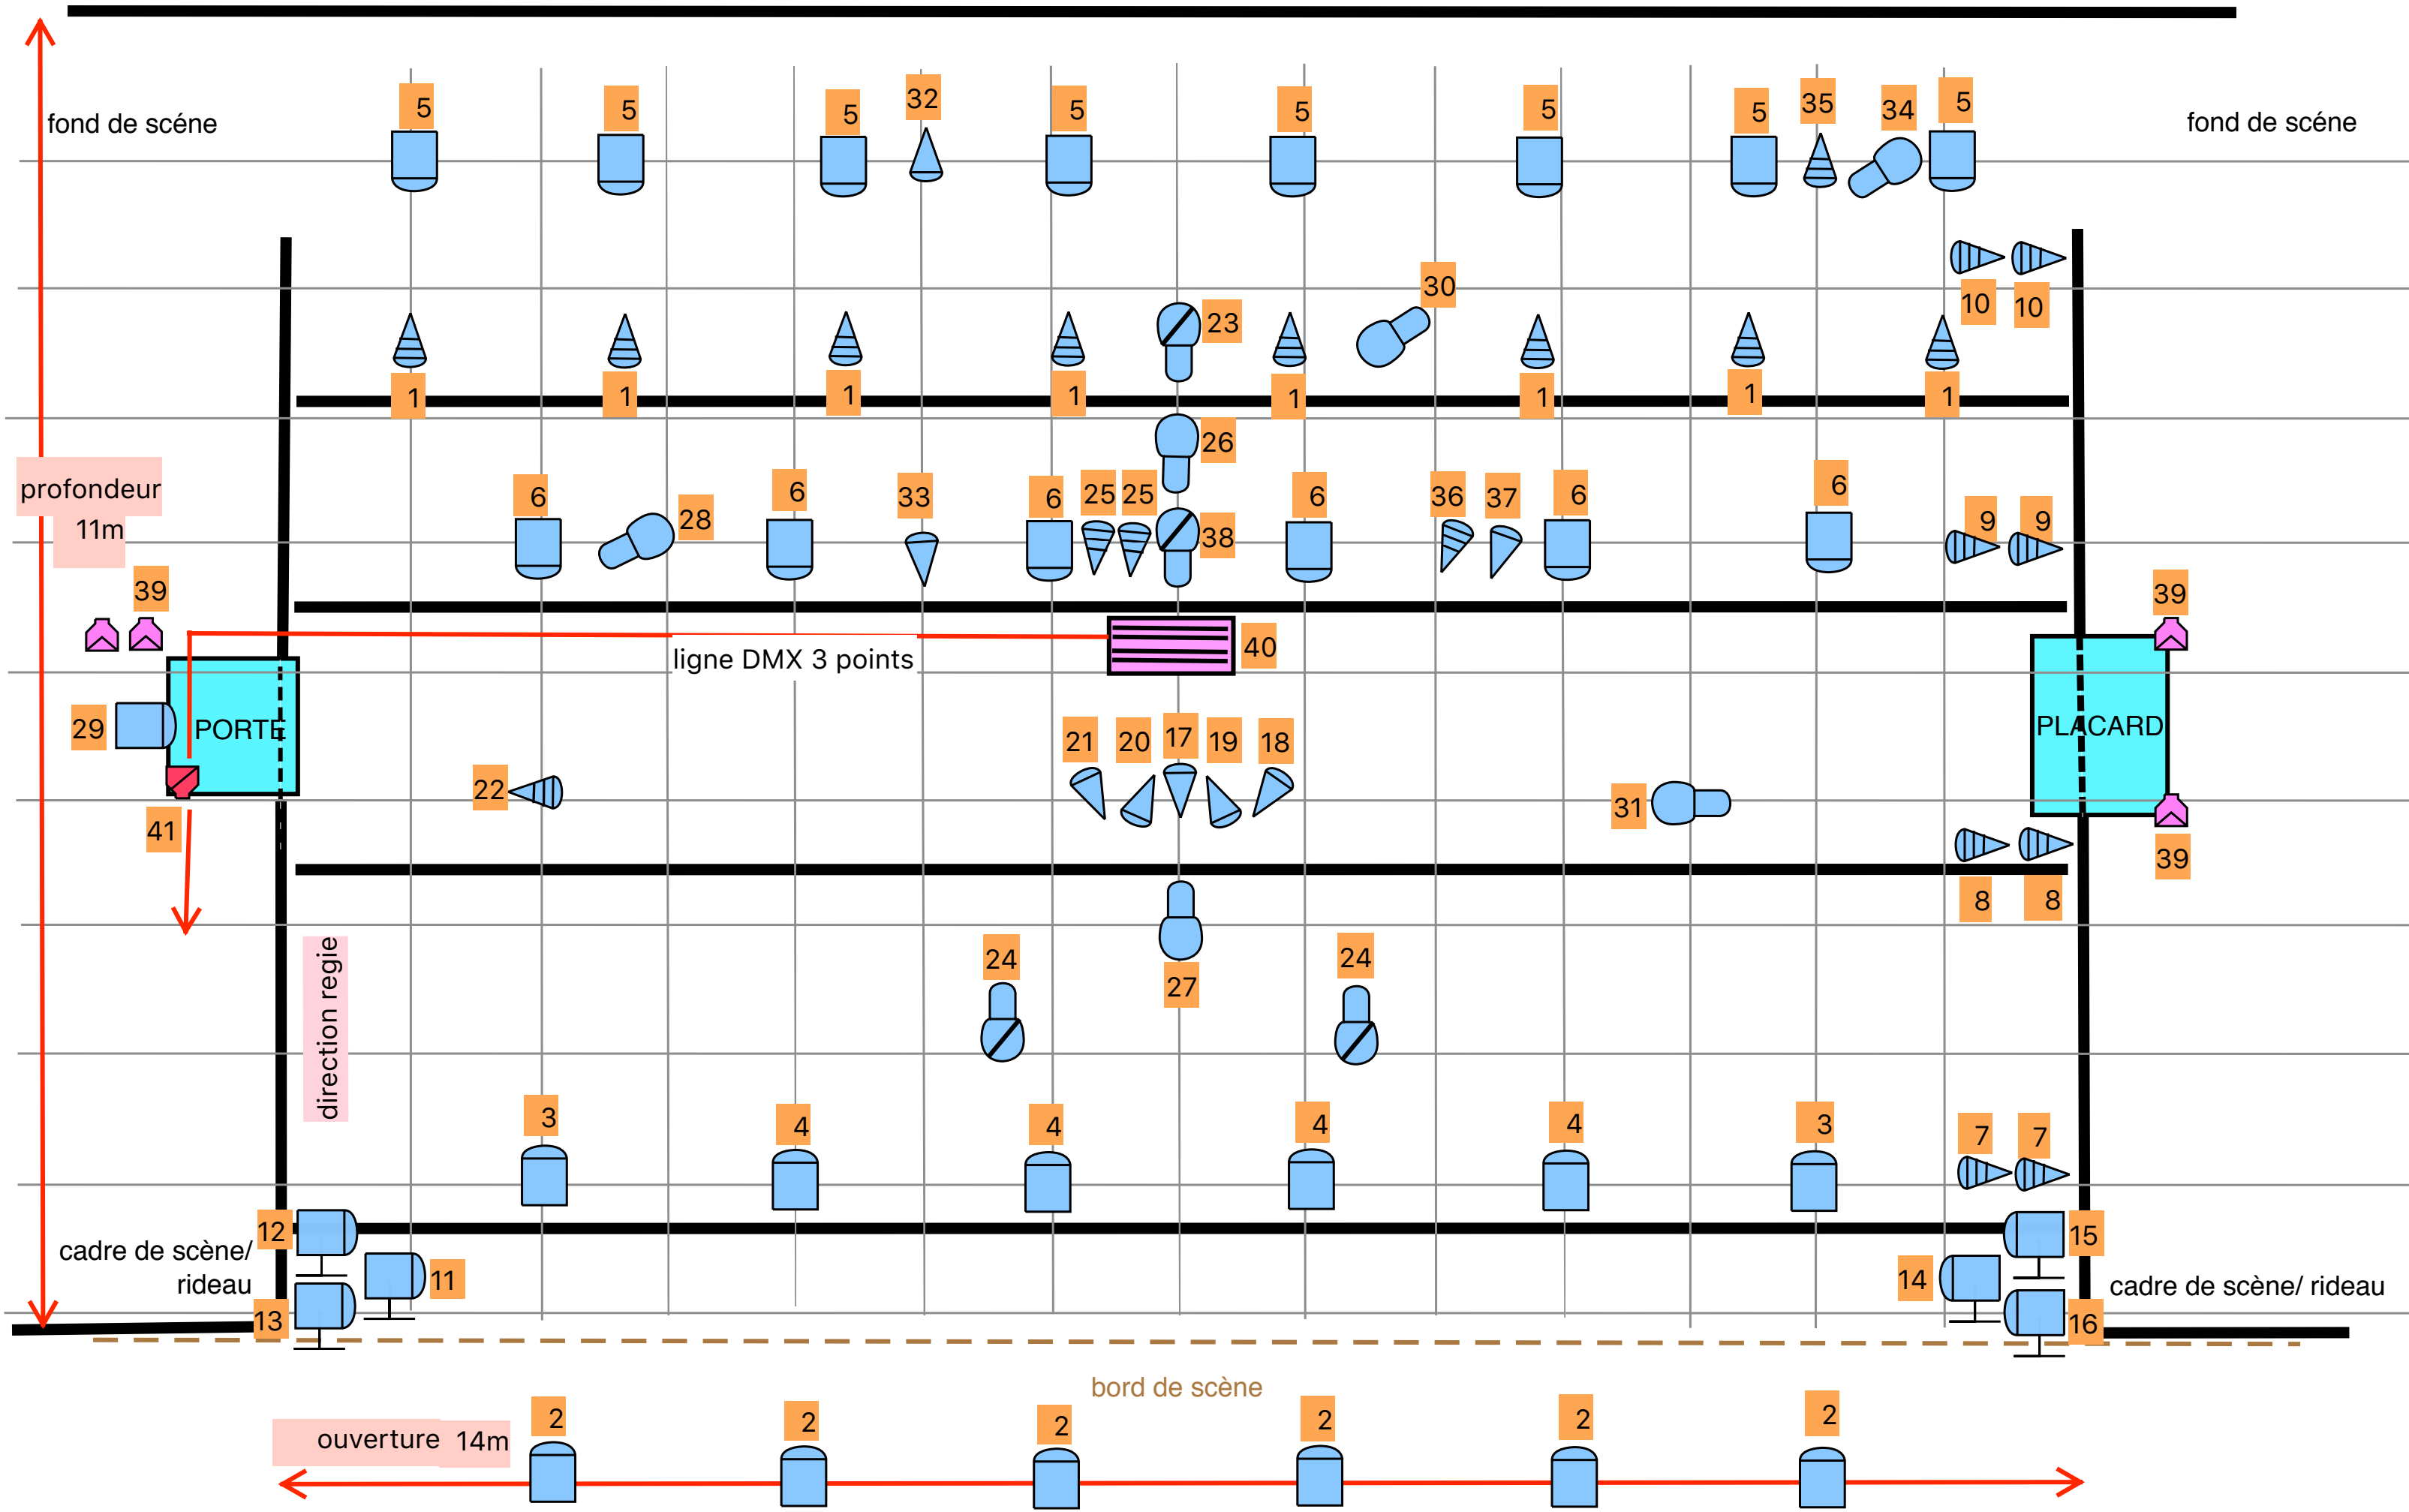 5 5 5 32 5 5 5 5 35 34 5
fond de scéne
fond de scéne
10 10
30
23
1 1 1 1 1 1 1 1
26
profondeur
11m
6 28 6 33 6 25 25 38 6 36 37 6 6 9 9
39
39
ligne DMX 3 points
40
29
PORTE
PLACARD
41
22
21 20 17 19 18
31
39
8 8
direction regie
24
24
27
3 4 4 4 4 3 7 7
12
15
cadre de scène/
rideau
11
14
cadre de scène/ rideau
13
16
bord de scène
2 2 2 2 2 2
ouverture 14m